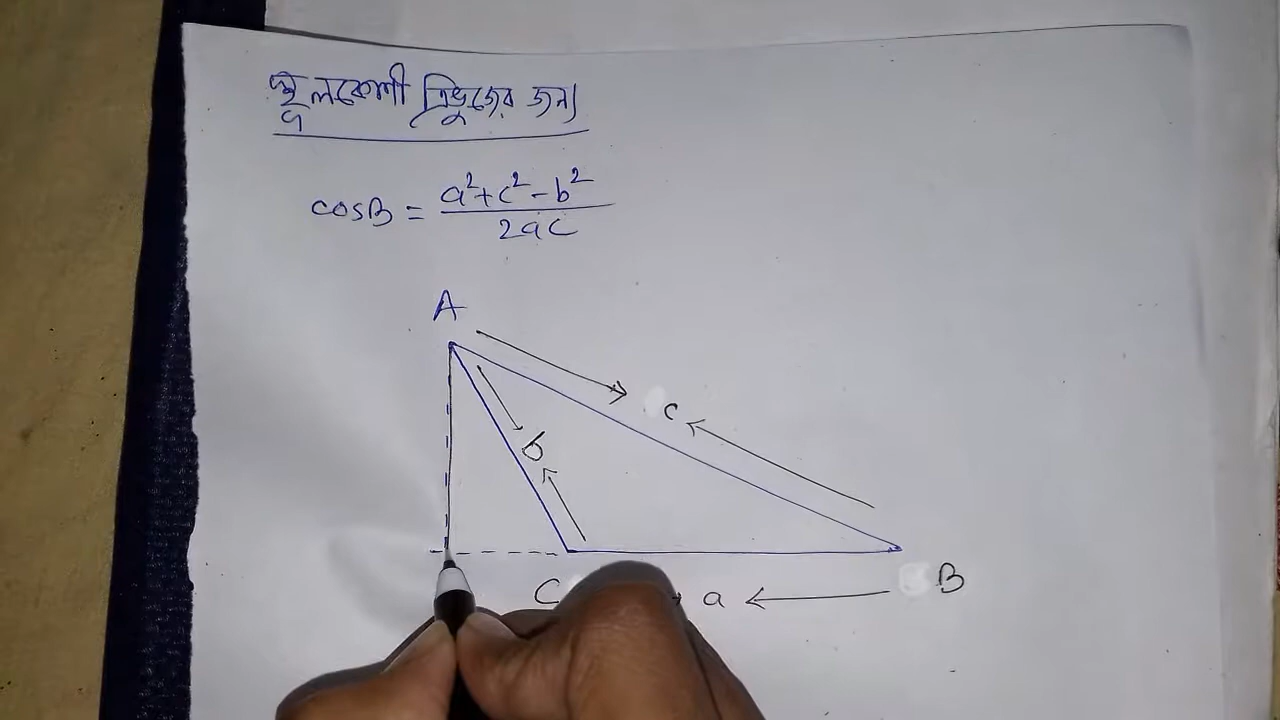 স্থূলকোণী ত্রিভুজের জন্য
cosB = a²+c²-b² / 2ac
A
c
b
C a B